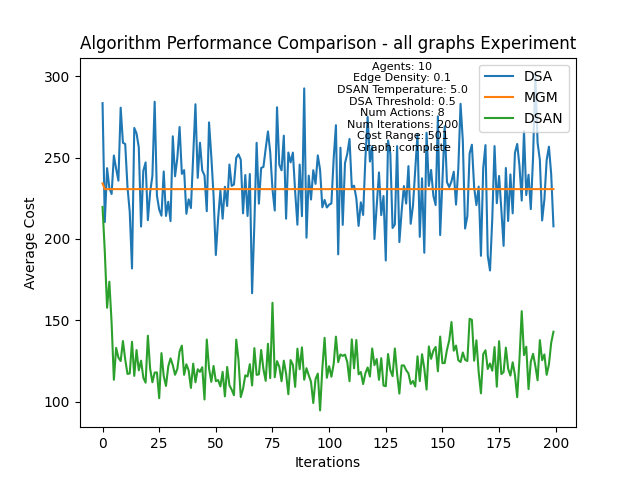 Algorithm Performance Comparison - all graphs Experiment
Agents: 10
Edge Density: 0.1
DSAN Temperature: 5.0
DSA Threshold: 0.5
Num Actions:
Num Iterations: 200
Cost Range: 501
Graph: complete
DSA
MGM
DSAN
300
250
200
150
100
Average Cost
0
25
50
75
100
125
150
175
200
Iterations